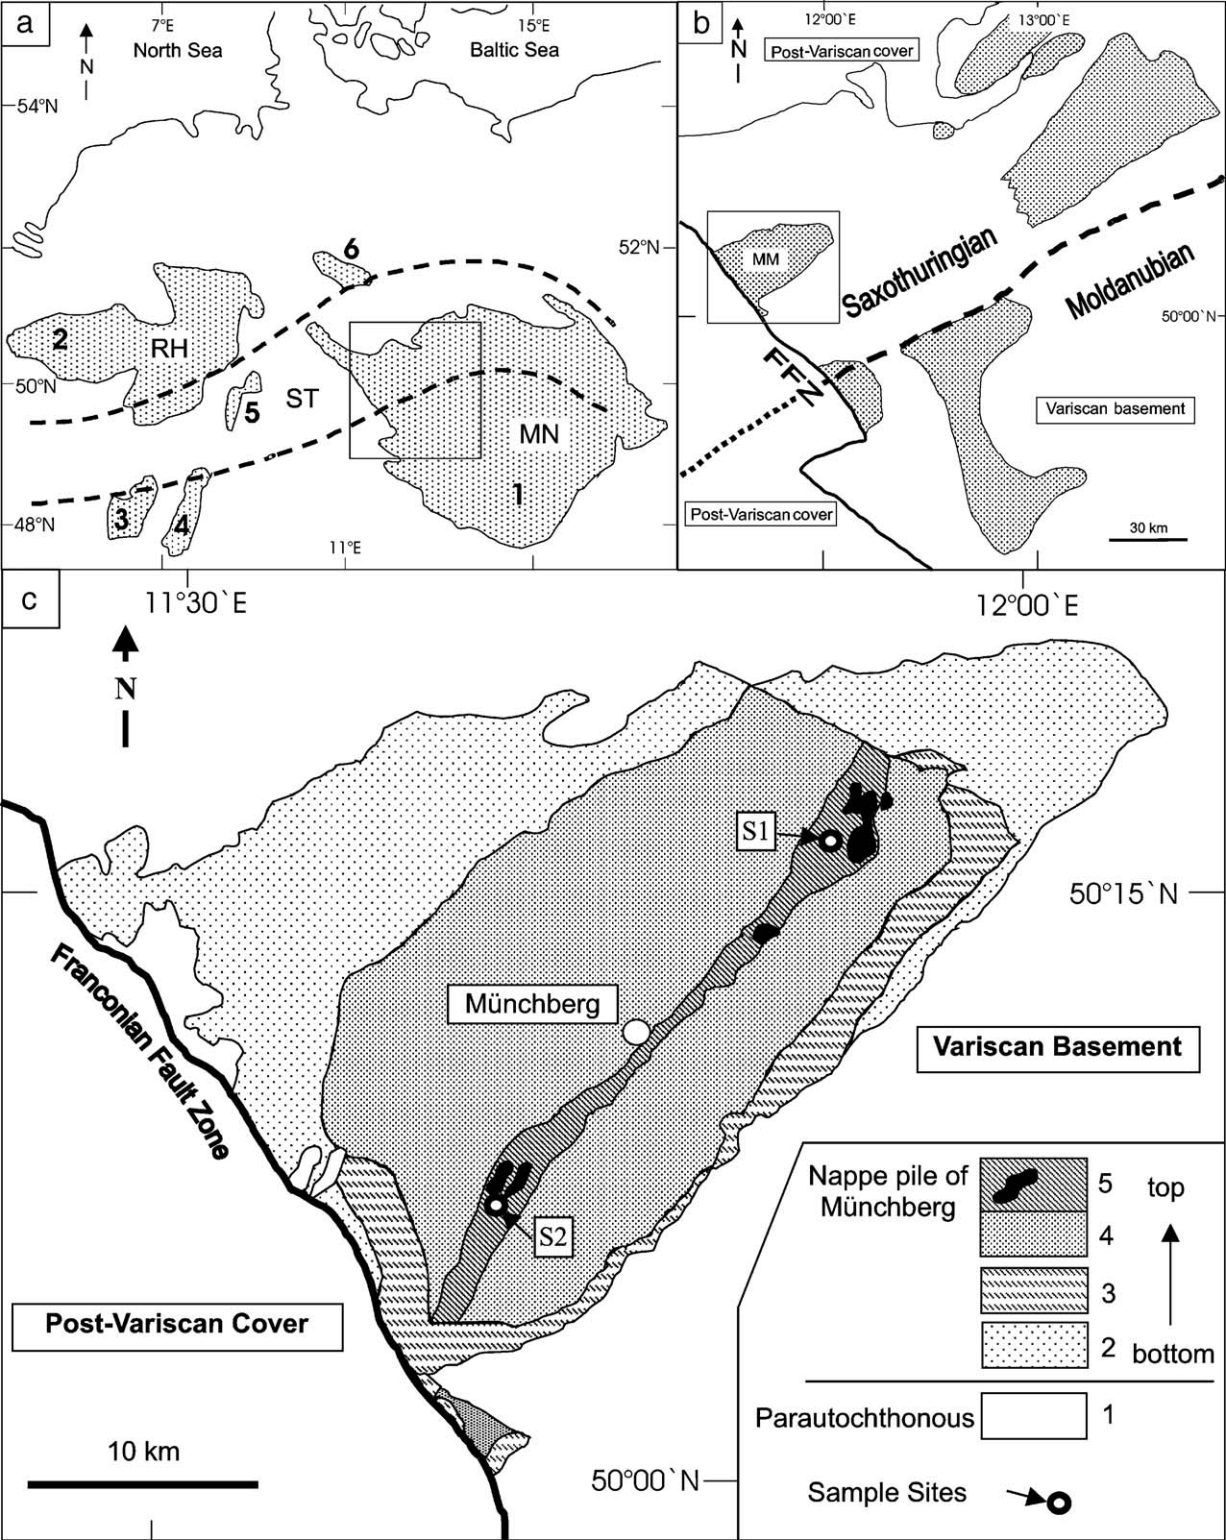 a
7°E
15°E
North Sea
Baltic Sea
N
54°N
52°N
6
2
RH
50°N
5
ST
MN
1
3
4
48°N
11°E
b
12°00`E
13°00`E
N
Post-Variscan cover
MM
Saxothuringian
Moldanubian
50°00`N
FFZ
Variscan basement
Post-Variscan cover
30 km
c
11°30`E
12°00`E
N
S1
50°15`N
Franconian Fault Zone
Münchberg
Variscan Basement
S2
Post-Variscan Cover
10 km
50°00`N
Nappe pile of
Münchberg
5 top
4
3
2 bottom
Parautochthonous 1
Sample Sites